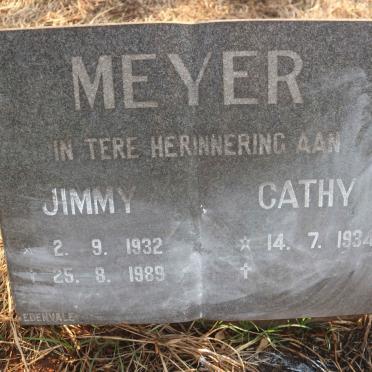 MEYER
IN TERE HERINNERING AAN
JIMMY CATHY
☆ 2. 9. 1932 ☆ 14. 7. 1934
✝ 25. 8. 1989 ✝
EDENVALE